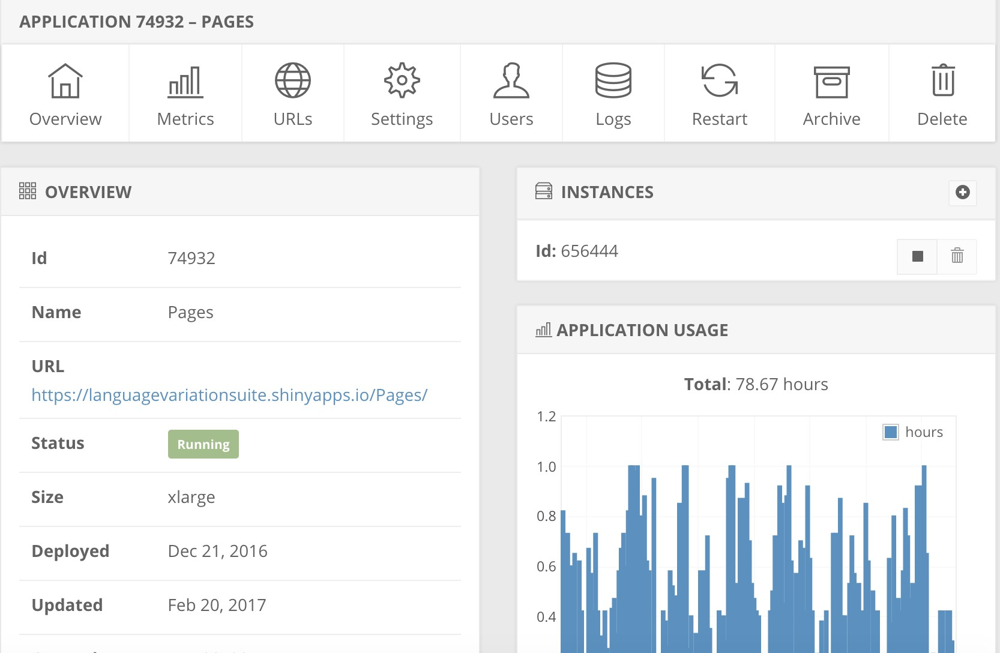 APPLICATION 74932 – PAGES
Overview
Metrics
URLs
Settings
Users
Logs
Restart
Archive
Delete
OVERVIEW
Id 74932
Name Pages
URL
https://languagevariationsuite.shinyapps.io/Pages/
Status Running
Size xlarge
Deployed Dec 21, 2016
Updated Feb 20, 2017
INSTANCES
Id: 656444
APPLICATION USAGE
Total: 78.67 hours
1.2
hours
1.0
0.8
0.6
0.4